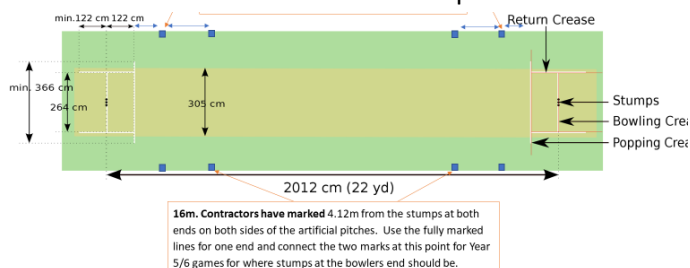 min.122 cm 122 cm
Return Crease
min. 366 cm
264 cm
305 cm
Stumps
Bowling Crea
Popping Crea
2012 cm (22 yd)
16m. Contractors have marked 4.12m from the stumps at both
ends on both sides of the artificial pitches. Use the fully marked
lines for one end and connect the two marks at this point for Year
5/6 games for where stumps at the bowlers end should be.